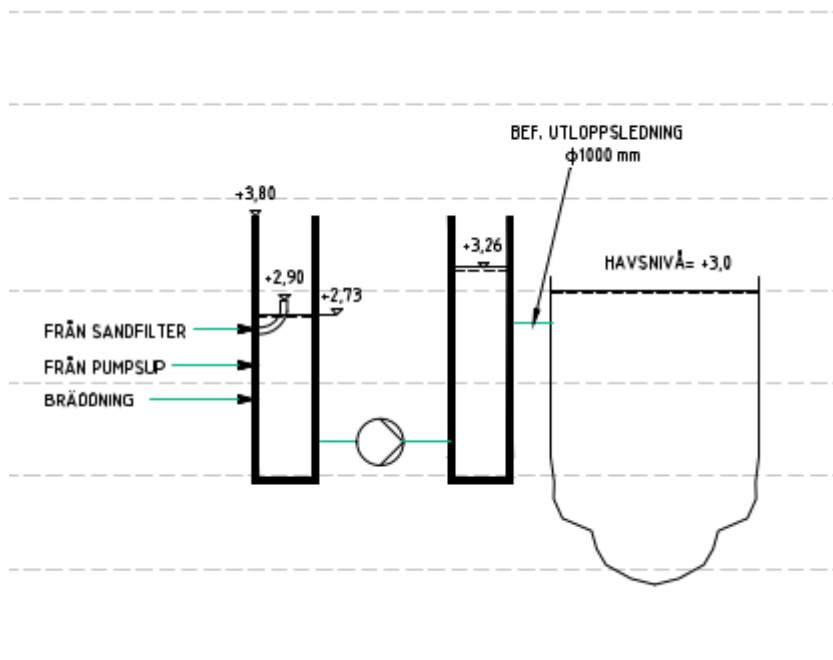 BEF. UTLOPPSLEDNING
ϕ1000 mm
+3,80
+3,26
HAVSNIVÅ= +3,0
+2,90
+2,73
FRÅN SANDFILTER
FRÅN PUMPSUP
BRÄDDNING